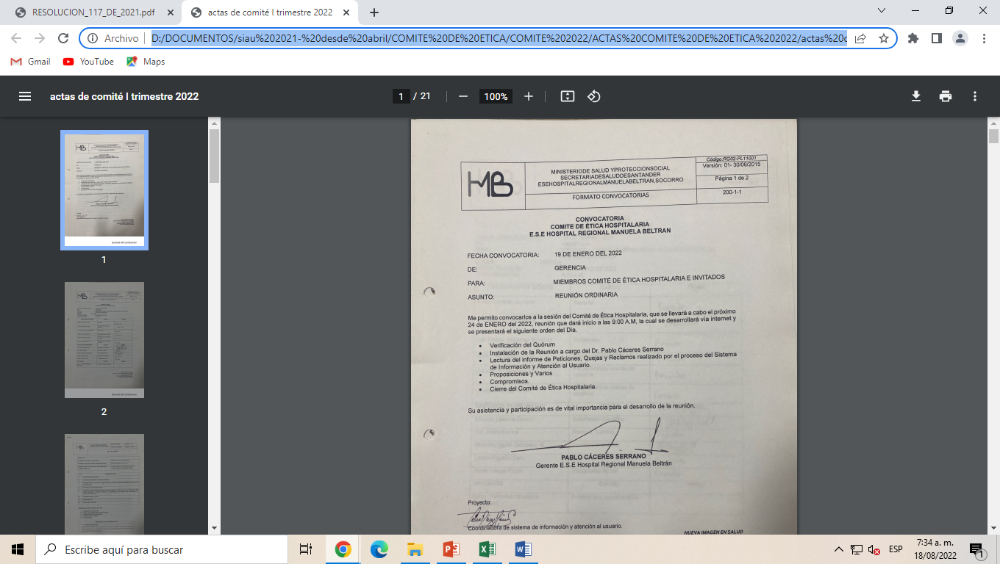 RESOLUCION_117_DE_2021.pdf
actas de comité I trimestre 2022
Archivo
D:/DOCUMENTOS/siau%202021-%20desde%20abril/COMITE%20DE%20ETICA/COMITE%202022/ACTAS%20COMITE%20DE%20ETICA%202022/actas%20c
Gmail
YouTube
Maps
actas de comité I trimestre 2022
1 / 21
100%
1
2
MB
MINISTERIODE SALUD YPROTECCIONSOCIAL
SECRETARIADESALUDDESANTANDER
ESEHOSPITALREGIONALMANUELABELTRAN,SOCORRO
FORMATO CONVOCATORIAS
Código:RG02-PL11001
Versión: 01- 30/06/2015
Página 1 de 2
200-1-1
CONVOCATORIA
COMITE DE ÉTICA HOSPITALARIA
E.S.E HOSPITAL REGIONAL MANUELA BELTRAN
FECHA CONVOCATORIA: 19 DE ENERO DEL 2022
DE: GERENCIA
PARA: MIEMBROS COMITÉ DE ÉTICA HOSPITALARIA E INVITADOS
ASUNTO: REUNIÓN ORDINARIA
Me permito convocarlos a la sesión del Comité de Ética Hospitalaria, que se llevará a cabo el próximo
24 de ENERO del 2022, reunión que dará inicio a las 9:00 A.M, la cual se desarrollará vía internet y
se presentará el siguiente orden del Día.
• Verificación del Quórum
• Instalación de la Reunión a cargo del Dr. Pablo Cáceres Serrano
• Lectura del informe de Peticiones, Quejas y Reclamos realizado por el proceso del Sistema
de Información y Atención al Usuario.
• Proposiciones y Varios
• Compromisos.
• Cierre del Comité de Ética Hospitalaria.
Su asistencia y participación es de vital importancia para el desarrollo de la reunión.
PABLO CÁCERES SERRANO
Gerente E.S.E Hospital Regional Manuela Beltrán
Proyecto:
Coordinadora de sistema de información y atención al usuario.
NUEVA IMAGEN EN SALUD
Escribe aquí para buscar
ESP
7:34 a. m.
18/08/2022
1